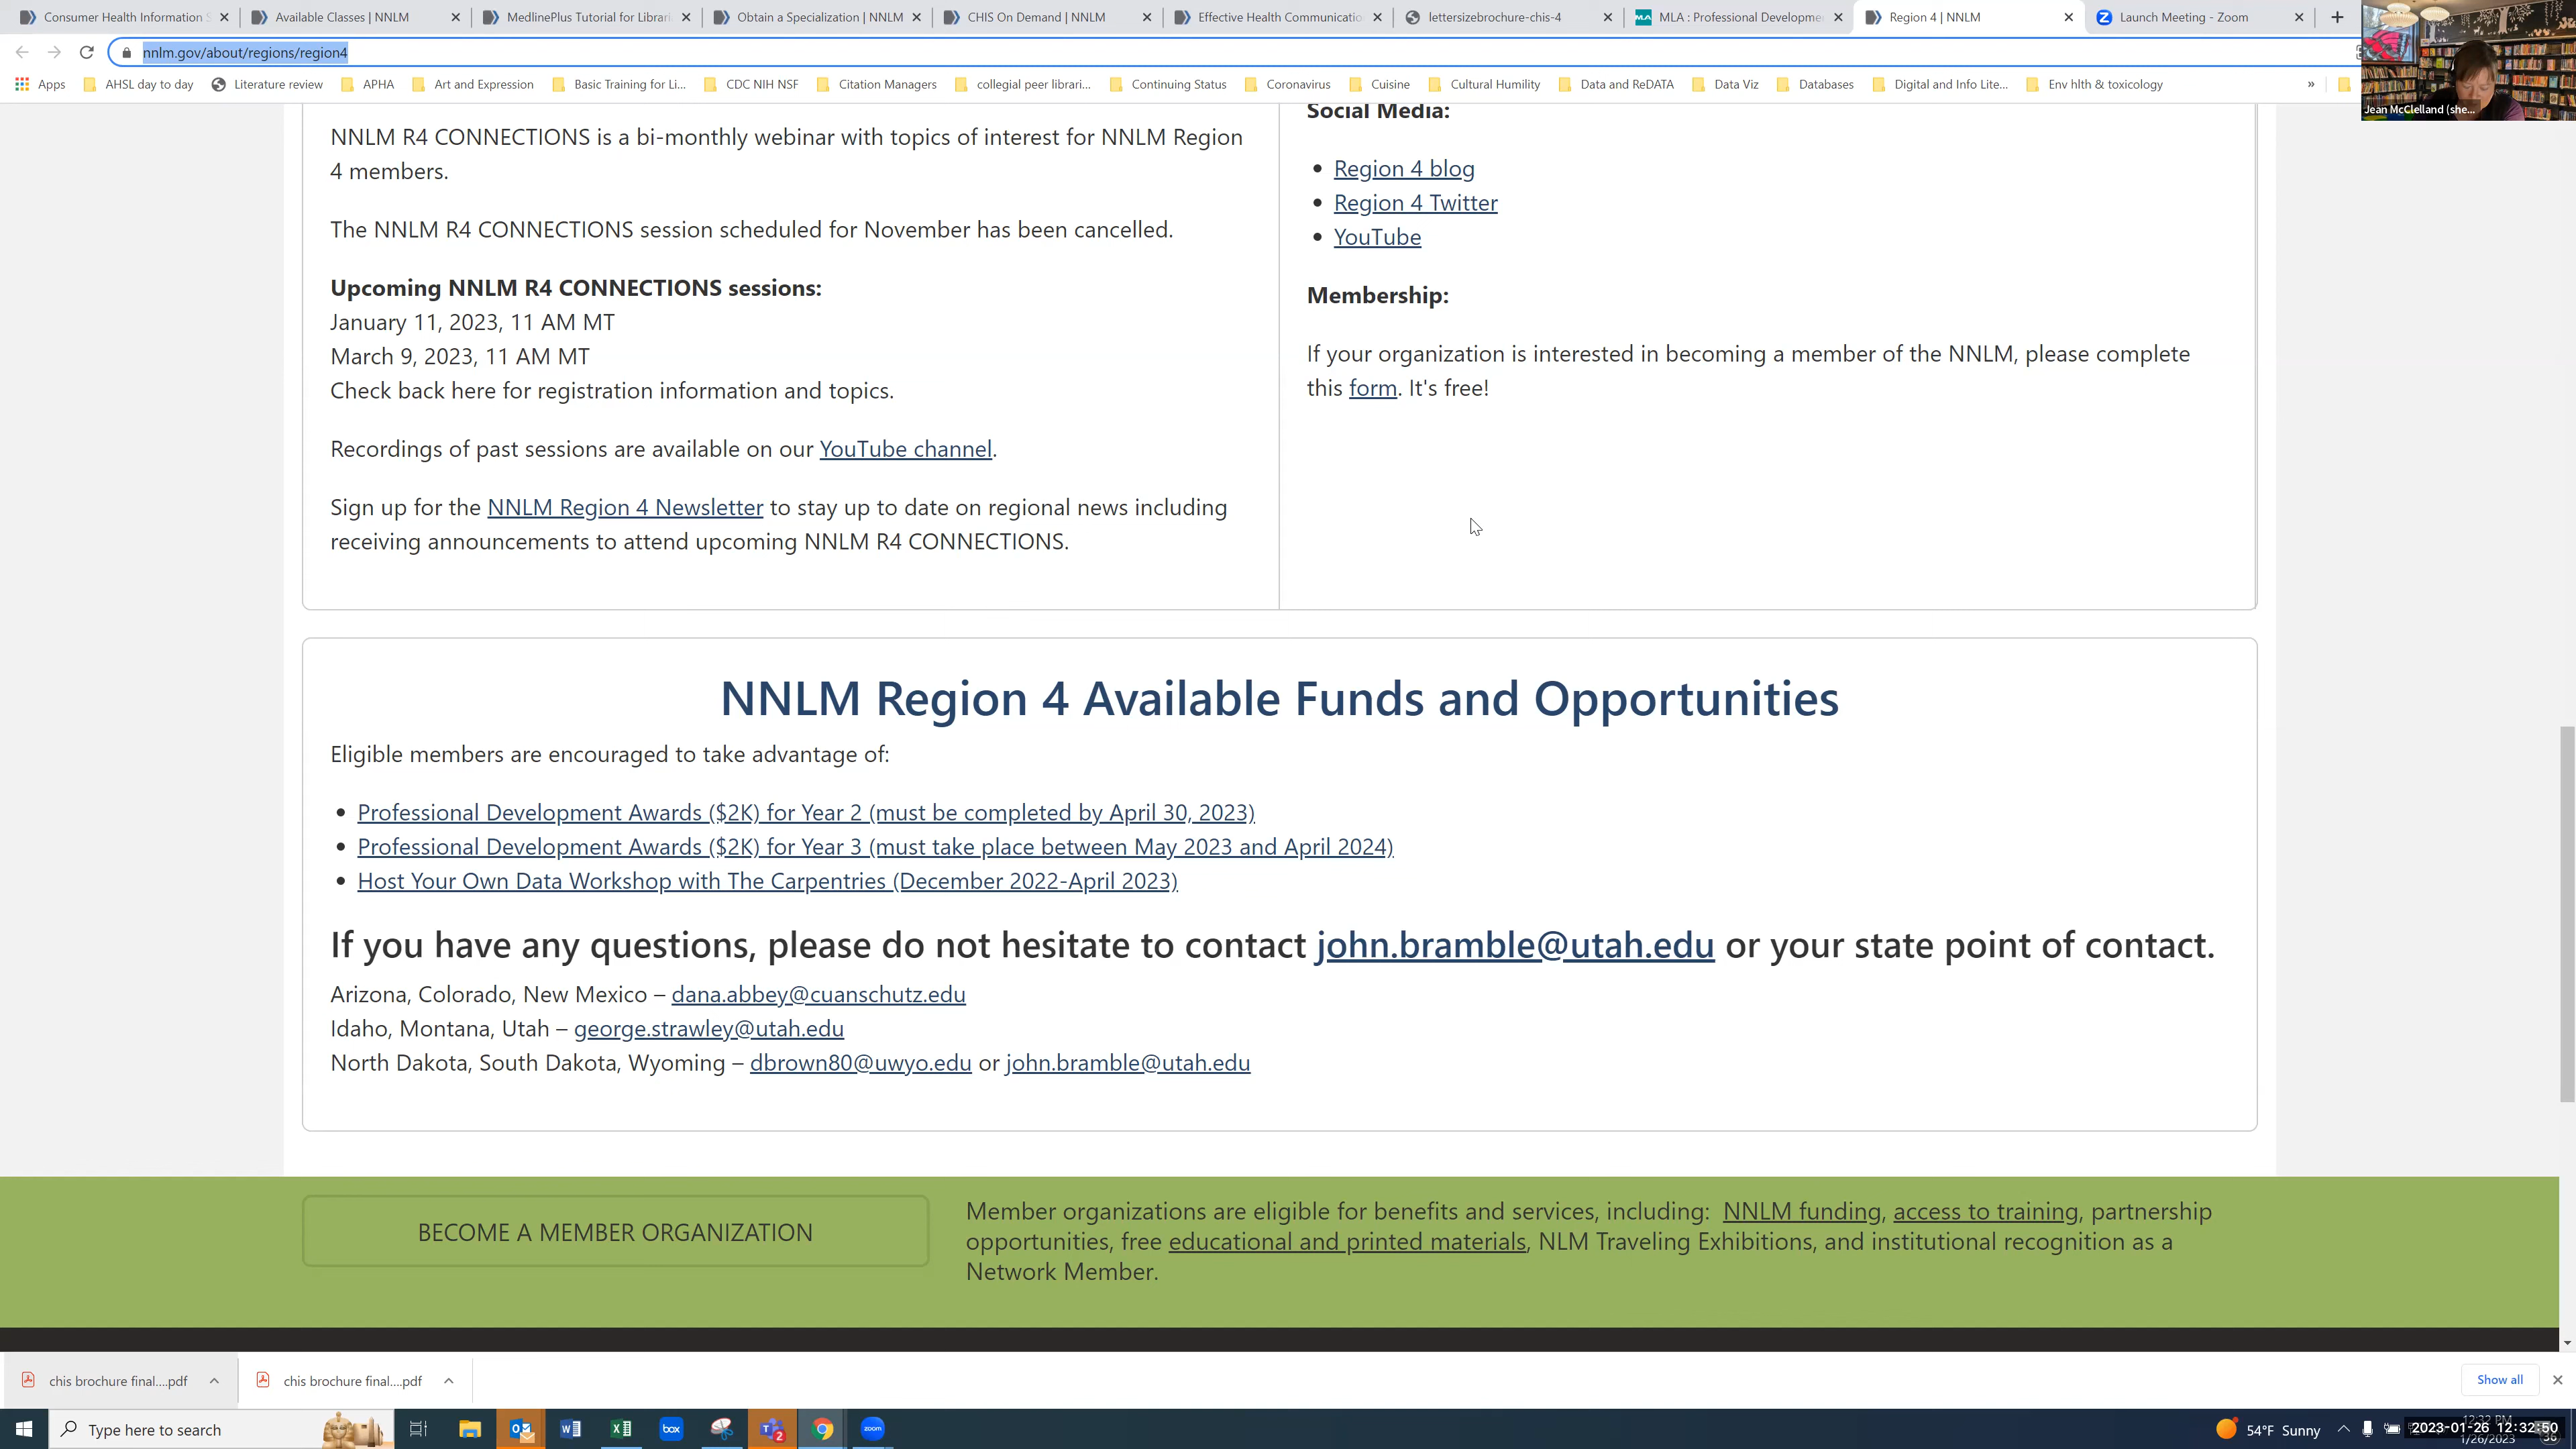 Consumer Health Information S
Available Classes | NNLM
MedlinePlus Tutorial for Librari
Obtain a Specialization | NNLM
CHIS On Demand | NNLM
Effective Health Communicatio
lettersizebrochure-chis-4
MLA : Professional Developme
Region 4 | NNLM
Launch Meeting - Zoom
nnlm.gov/about/regions/region4
Apps
AHSL day to day
Literature review
APHA
Art and Expression
Basic Training for Li...
CDC NIH NSF
Citation Managers
collegial peer librari...
Continuing Status
Coronavirus
Cuisine
Cultural Humility
Data and ReDATA
Data Viz
Databases
Digital and Info Lite...
Env hlth & toxicology
»
Jean McClelland (she...
NNLM R4 CONNECTIONS is a bi-monthly webinar with topics of interest for NNLM Region
4 members.
The NNLM R4 CONNECTIONS session scheduled for November has been cancelled.
Upcoming NNLM R4 CONNECTIONS sessions:
January 11, 2023, 11 AM MT
March 9, 2023, 11 AM MT
Check back here for registration information and topics.
Recordings of past sessions are available on our YouTube channel.
Sign up for the NNLM Region 4 Newsletter to stay up to date on regional news including
receiving announcements to attend upcoming NNLM R4 CONNECTIONS.
Social Media:
• Region 4 blog
• Region 4 Twitter
• YouTube
Membership:
If your organization is interested in becoming a member of the NNLM, please complete
this form. It's free!
NNLM Region 4 Available Funds and Opportunities
Eligible members are encouraged to take advantage of:
• Professional Development Awards ($2K) for Year 2 (must be completed by April 30, 2023)
• Professional Development Awards ($2K) for Year 3 (must take place between May 2023 and April 2024)
• Host Your Own Data Workshop with The Carpentries (December 2022-April 2023)
If you have any questions, please do not hesitate to contact john.bramble@utah.edu or your state point of contact.
Arizona, Colorado, New Mexico – dana.abbey@cuanschutz.edu
Idaho, Montana, Utah – george.strawley@utah.edu
North Dakota, South Dakota, Wyoming – dbrown80@uwyo.edu or john.bramble@utah.edu
BECOME A MEMBER ORGANIZATION
Member organizations are eligible for benefits and services, including: NNLM funding, access to training, partnership
opportunities, free educational and printed materials, NLM Traveling Exhibitions, and institutional recognition as a
Network Member.
chis brochure final....pdf
chis brochure final....pdf
Show all
Type here to search
box
zoom
54°F Sunny
12:32 PM
2023-01-26 12:32:50
1/26/2023